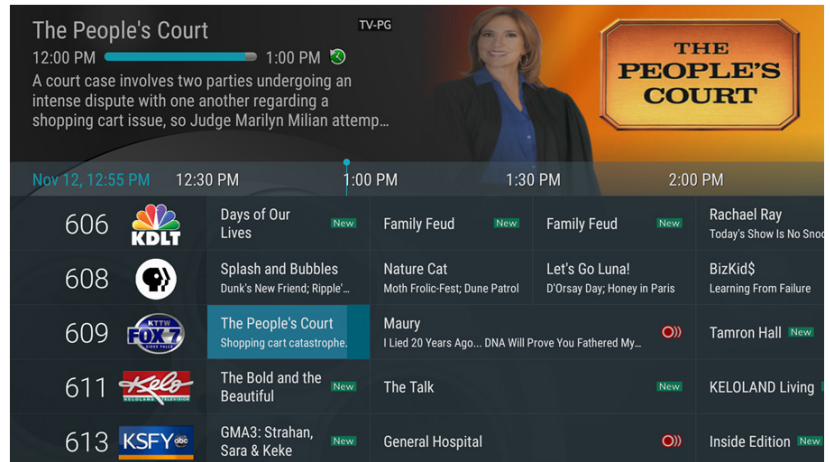 The People's Court
TV-PG
12:00 PM 1:00 PM
A court case involves two parties undergoing an
intense dispute with one another regarding a
shopping cart issue, so Judge Marilyn Milian attemp…
THE
PEOPLE'S
COURT
Nov 12, 12:55 PM 12:30 PM 1:00 PM 1:30 PM 2:00 PM
606 KDLT
Days of Our
Lives New
Family Feud New
Family Feud New
Rachael Ray
Today's Show Is No Snoo
608
Splash and Bubbles
Dunk's New Friend; Ripple'…
Nature Cat
Moth Frolic-Fest; Dune Patrol
Let's Go Luna!
D'Orsay Day; Honey in Paris
BizKid$
Learning From Failure
609 KTTW
FOX 7
SIOUX FALLS
The People's Court
Shopping cart catastrophe.
Maury
I Lied 20 Years Ago... DNA Will Prove You Fathered My…
Tamron Hall New
611 Kelo
KELOLAND TELEVISION
The Bold and the
Beautiful New
The Talk New
KELOLAND Living
613 KSFY abc
GMA3: Strahan,
Sara & Keke New
General Hospital
Inside Edition New